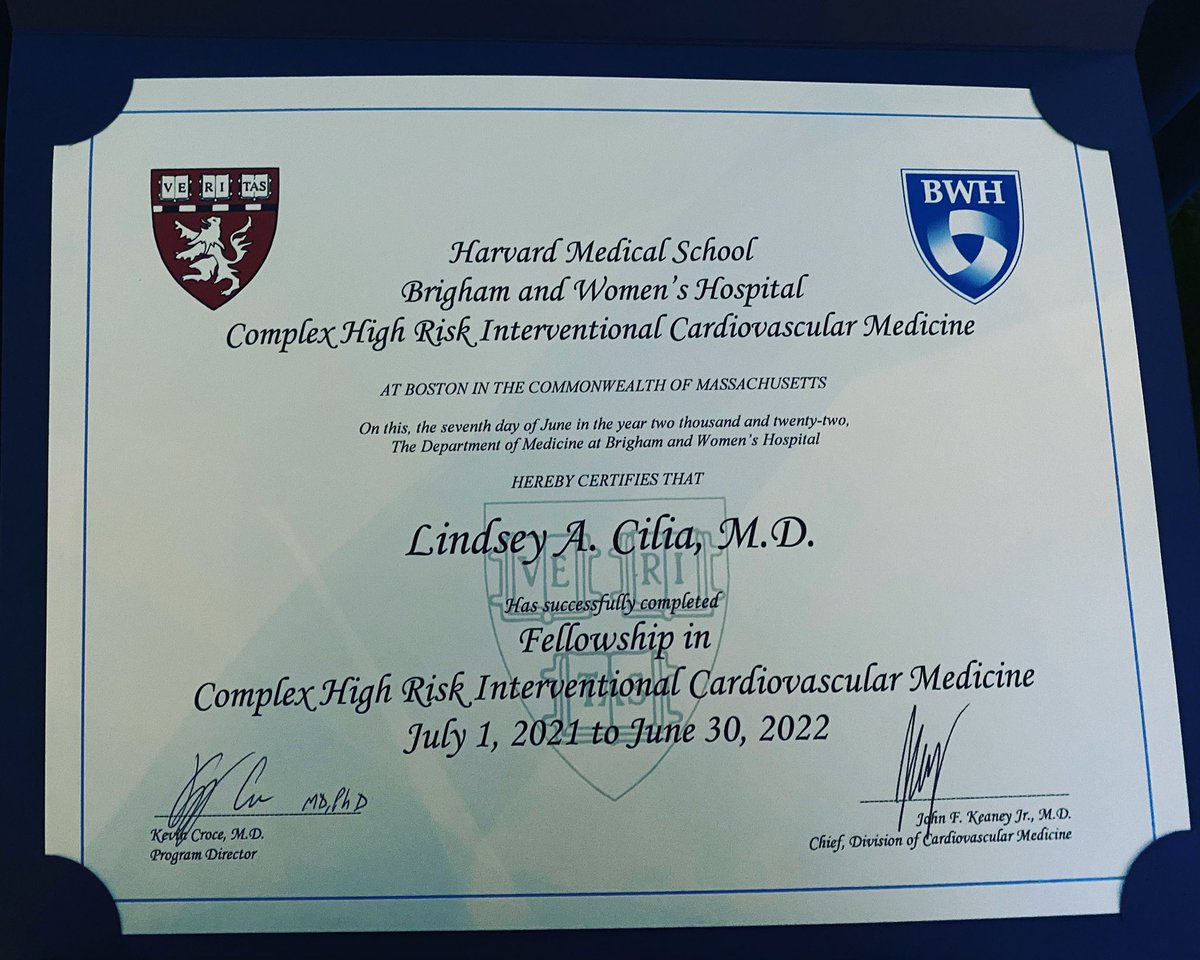 VE RI TAS
BWH
Harvard Medical School
Brigham and Women's Hospital
Complex High Risk Interventional Cardiovascular Medicine
AT BOSTON IN THE COMMONWEALTH OF MASSACHUSETTS
On this, the seventh day of June in the year two thousand and twenty-two,
The Department of Medicine at Brigham and Women's Hospital
HEREBY CERTIFIES THAT
Lindsey A. Cilia, M.D.
VE RI
Has successfully completed
Fellowship in
TAS
Complex High Risk Interventional Cardiovascular Medicine
July 1, 2021 to June 30, 2022
MD, PhD
Kevin Croce, M.D.
Program Director
John F. Keaney Jr., M.D.
Chief, Division of Cardiovascular Medicine